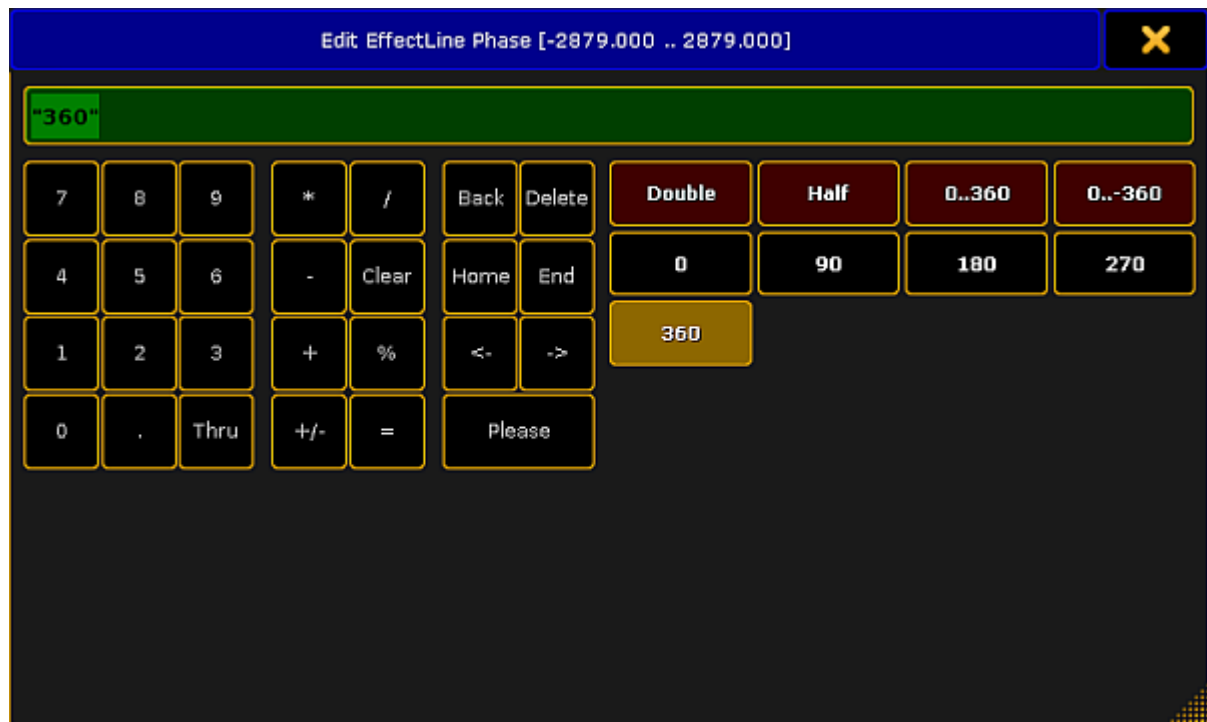 Edit EffectLine Phase [-2879.000 .. 2879.000]
"360"
7 8 9 * / Back Delete Double Half 0..360 0..-360
4 5 6 - Clear Home End 0 90 180 270
1 2 3 + % <- -> 360
0 . Thru +/- = Please